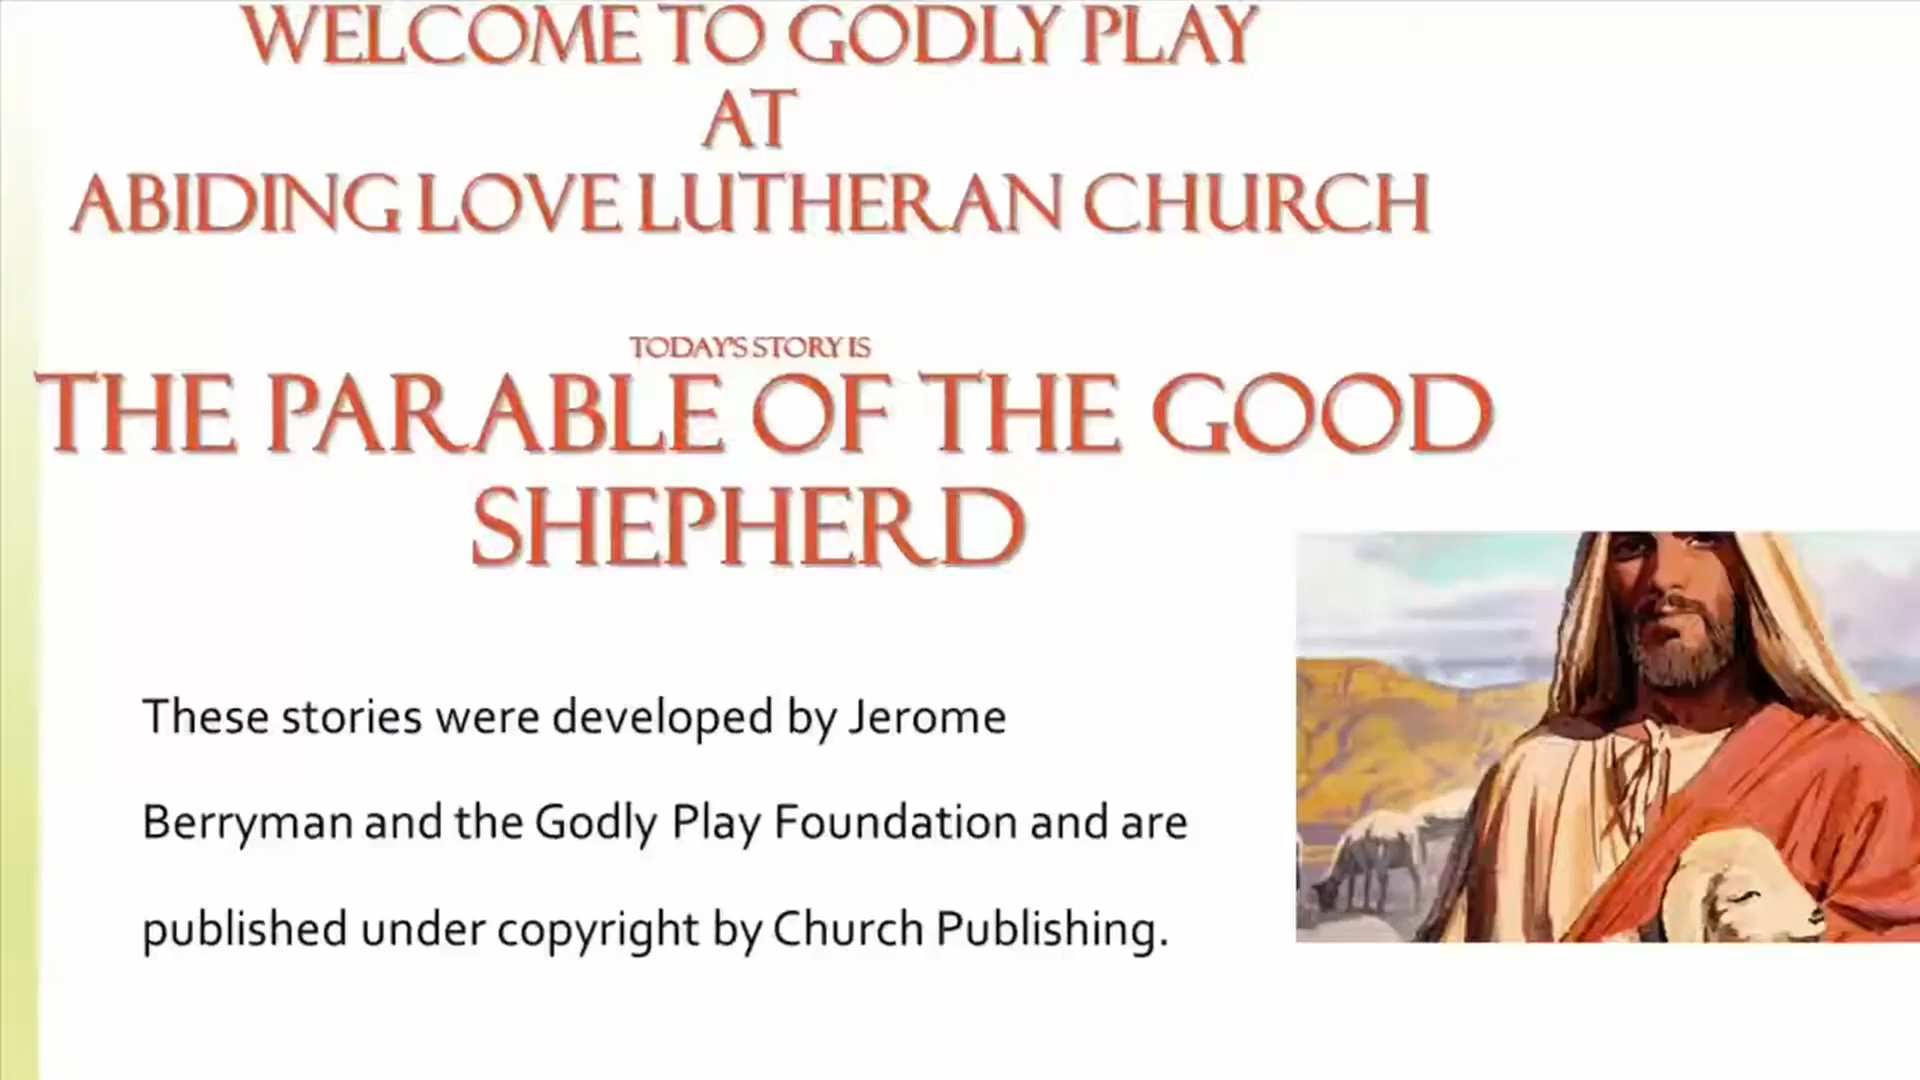 WELCOME TO GODLY PLAY
AT
ABIDING LOVE LUTHERAN CHURCH
TODAY'S STORY IS
THE PARABLE OF THE GOOD
SHEPHERD
These stories were developed by Jerome
Berryman and the Godly Play Foundation and are
published under copyright by Church Publishing.